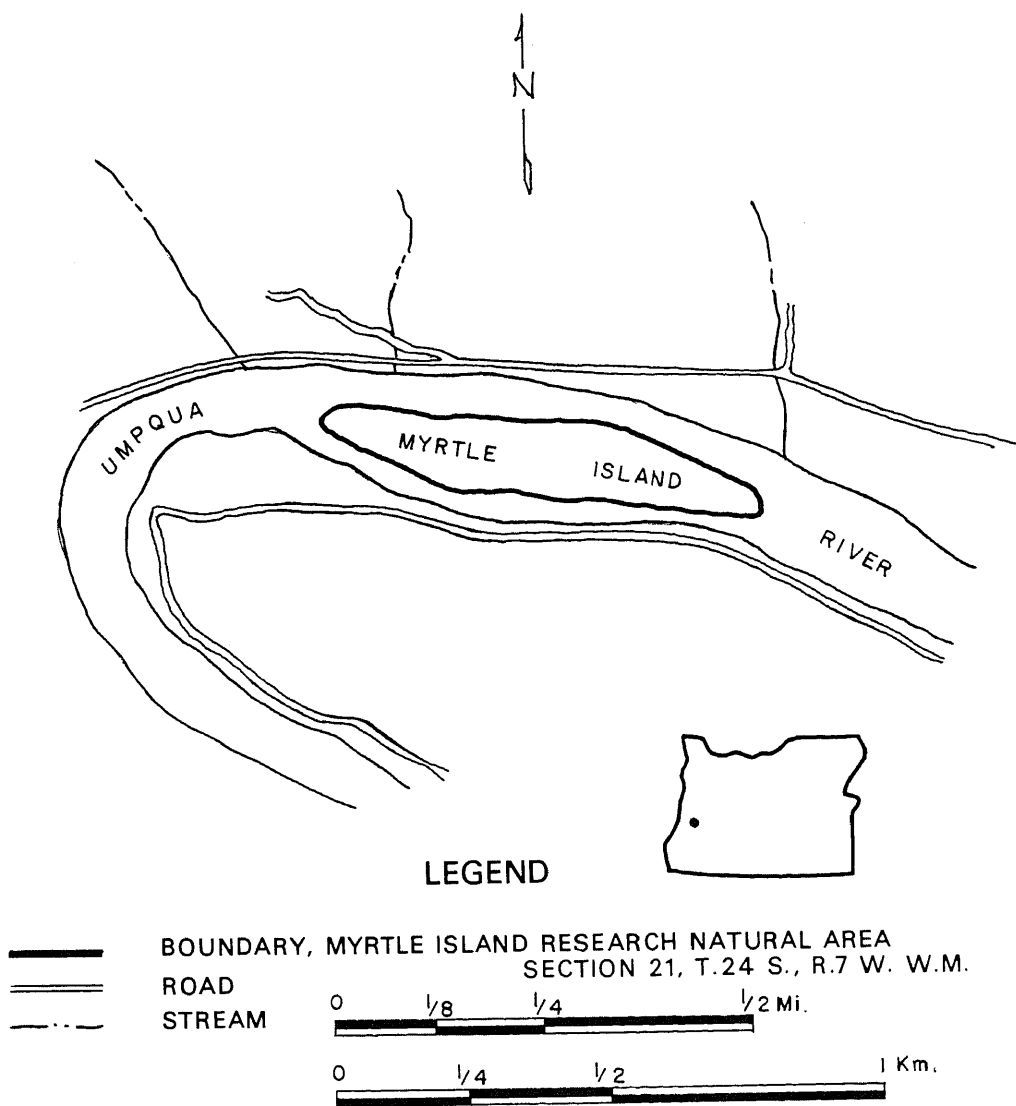 N
UMPQUA
MYRTLE ISLAND
RIVER
LEGEND
BOUNDARY, MYRTLE ISLAND RESEARCH NATURAL AREA
SECTION 21, T.24 S., R.7 W. W.M.
ROAD
STREAM
0 1/8 1/4 1/2 Mi.
0 1/4 1/2 1 Km.